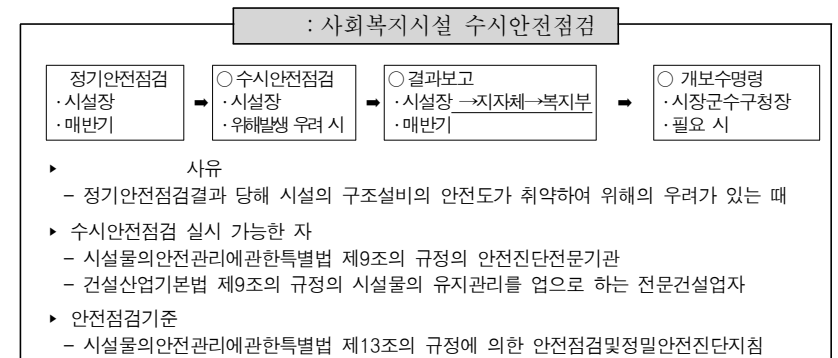 : 사회복지시설 수시안전점검
정기안전점검
·시설장
·매반기
➡
○ 수시안전점검
·시설장
·위해발생 우려 시
➡
○ 결과보고
·시설장 →지자체→복지부
·매반기
➡
○ 개보수명령
·시장군수구청장
·필요 시
▸ 사유
– 정기안전점검결과 당해 시설의 구조설비의 안전도가 취약하여 위해의 우려가 있는 때
▸ 수시안전점검 실시 가능한 자
– 시설물의안전관리에관한특별법 제9조의 규정의 안전진단전문기관
– 건설산업기본법 제9조의 규정의 시설물의 유지관리를 업으로 하는 전문건설업자
▸ 안전점검기준
– 시설물의안전관리에관한특별법 제13조의 규정에 의한 안전점검및정밀안전진단지침